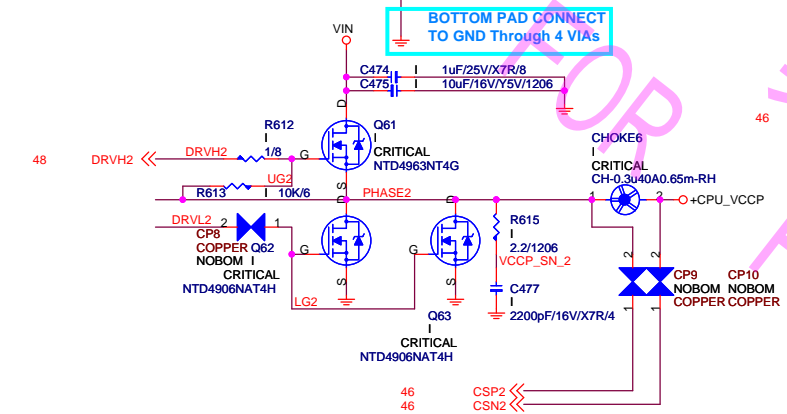 BOTTOM PAD CONNECT
TO GND Through 4 VIAs
VIN
C474 I 1uF/25V/X7R/8
C475 I 10uF/16V/Y5V/1206
D
46
FOR
R612
I
1/8
Q61
I
CRITICAL
NTD4963NT4G
CHOKE6
I
CRITICAL
CH-0.3u40A0.65m-RH
48 DRVH2 DRVH2
G
S
UG2
R613 I 10K/6
PHASE2
D
D
1
2
+CPU_VCCP
DRVL2
2
1
CP8
COPPER
NOBOM
Q62
I
CRITICAL
NTD4906NAT4H
G
S
G
S
R615
I
2.2/1206
VCCP_SN_2
C477
I
2200pF/16V/X7R/4
LG2
Q63
I
CRITICAL
NTD4906NAT4H
2
2
CP9
NOBOM
COPPER
CP10
NOBOM
COPPER
1
1
46 CSP2
46 CSN2